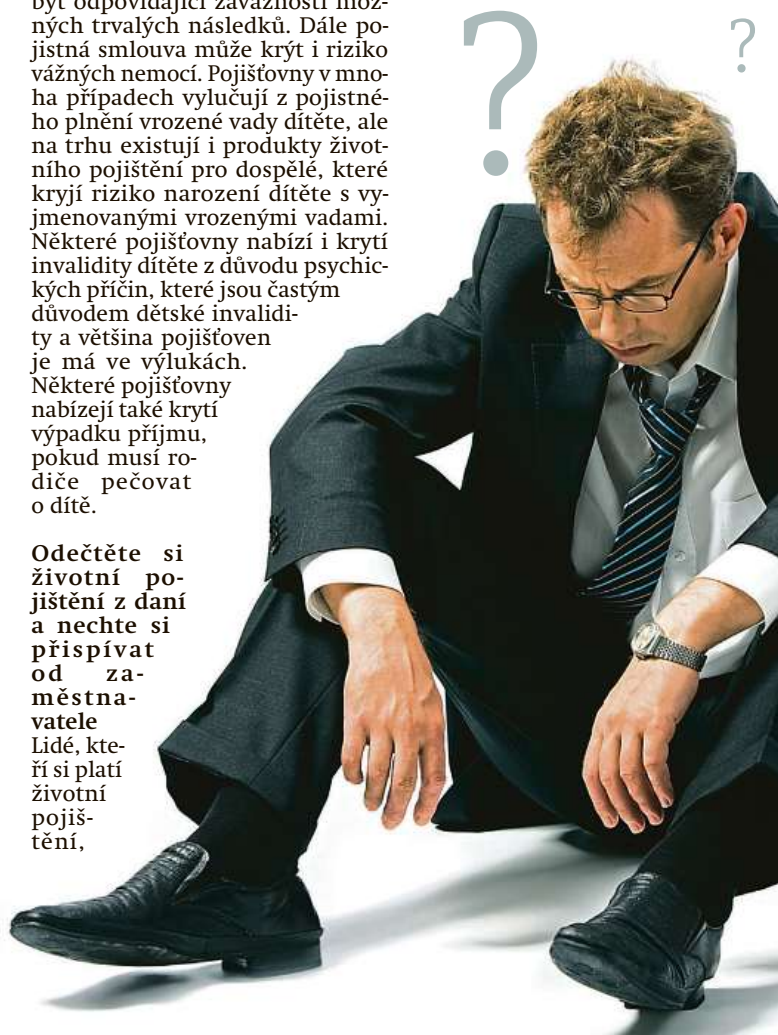 být odpovídající závažnosti mož-
ných trvalých následků. Dále po-
jistná smlouva může krýt i riziko
vážných nemocí. Pojišťovny v mno-
ha případech vylučují z pojistné-
ho plnění vrozené vady dítěte, ale
na trhu existují i produkty život-
ního pojištění pro dospělé, které
kryjí riziko narození dítěte s vy-
jmenovanými vrozenými vadami.
Některé pojišťovny nabízí i krytí
invalidity dítěte z důvodu psychic-
kých příčin, které jsou častým
důvodem dětské invalidi-
ty a většina pojišťoven
je má ve výlukách.
Některé pojišťovny
nabízejí také krytí
výpadku příjmu,
pokud musí ro-
diče pečovat
o dítě.
Odečtěte si
životní po-
jištění z daní
a nechte si
přispívat
od za-
městna-
vatele
Lidé, kte-
ří si platí
životní
pojiš-
tění,
?
?